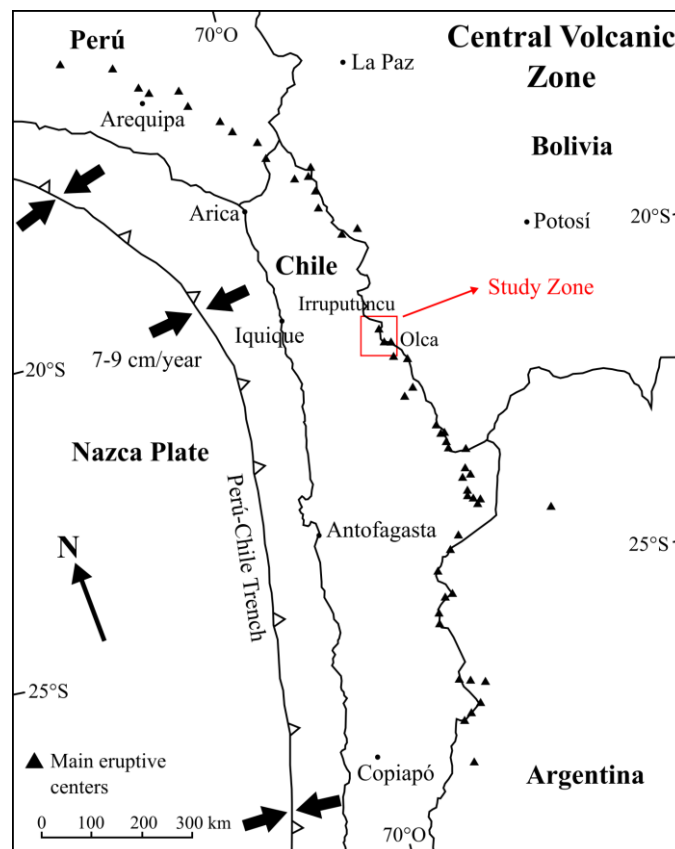 70°O
Perú
Central Volcanic
Zone
La Paz
Arequipa
Bolivia
Arica
Potosí
20°S
Chile
Irruputuncu
Study Zone
Iquique
Olca
7-9 cm/year
20°S
Nazca Plate
Perú-Chile Trench
N
Antofagasta
25°S
25°S
Main eruptive
centers
Copiapó
Argentina
0 100 200 300 km
70°O